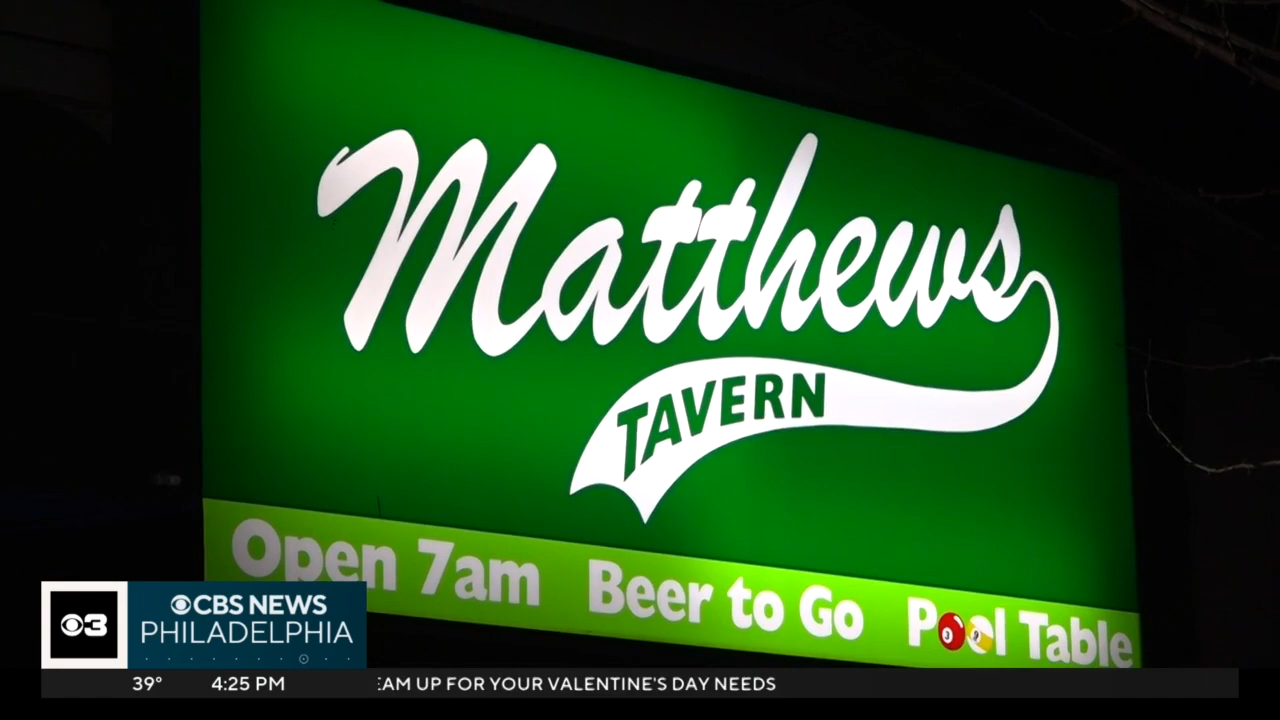 Matthews
TAVERN
Open 7am Beer to Go Pool Table
3
CBS NEWS
PHILADELPHIA
39° 4:25 PM UP FOR YOUR VALENTINE'S DAY NEEDS